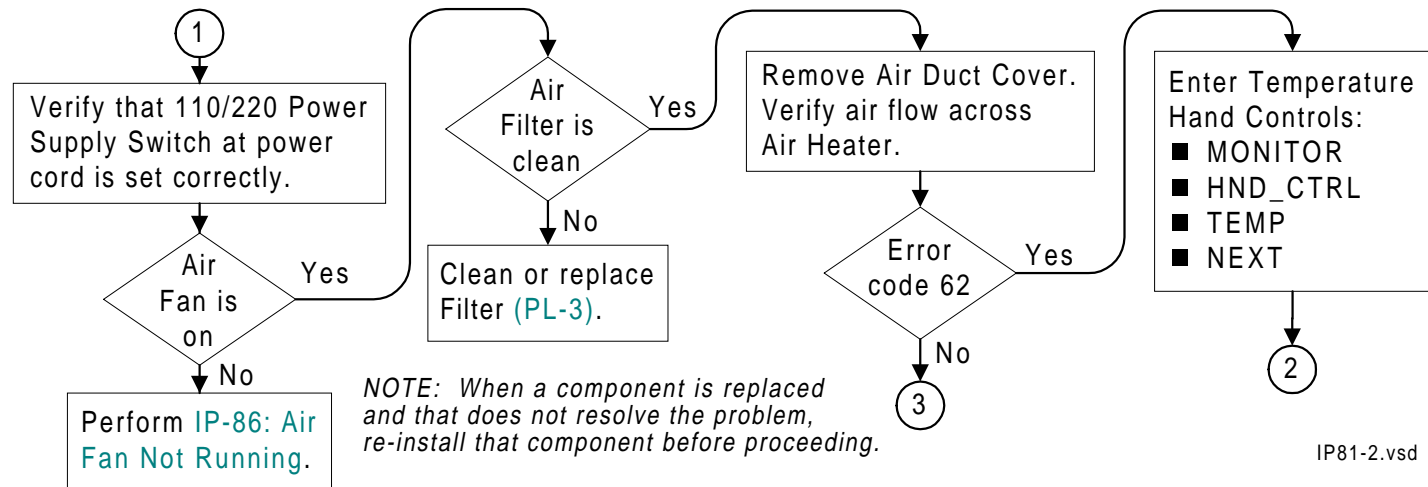 1
Verify that 110/220 Power
Supply Switch at power
cord is set correctly.
Air
Fan is
on
Yes
No
Perform IP-86: Air
Fan Not Running.
Air
Filter is
clean
Yes
No
Clean or replace
Filter (PL-3).
Remove Air Duct Cover.
Verify air flow across
Air Heater.
Error
code 62
Yes
No
3
Enter Temperature
Hand Controls:
■ MONITOR
■ HND_CTRL
■ TEMP
■ NEXT
2
NOTE: When a component is replaced
and that does not resolve the problem,
re-install that component before proceeding.
IP81-2.vsd